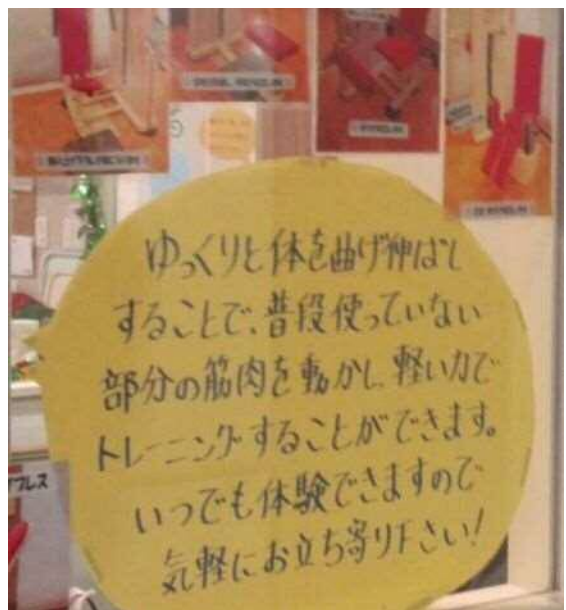 ゆっくりと体を曲げ伸ばし
することで、普段使っていない
部分の筋肉を動かし、軽い力で
トレーニングすることができます。
いつでも体験できますので
気軽にお立ち寄り下さい!
プレス